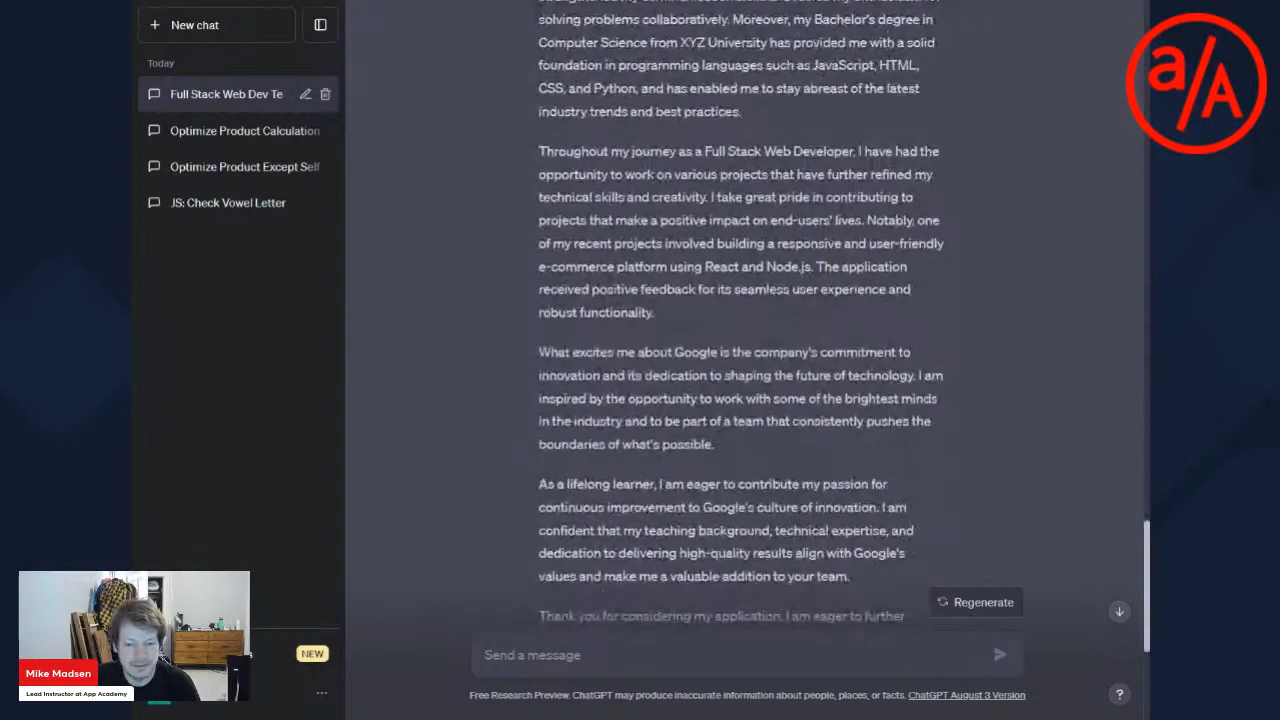 New chat
Today
Full Stack Web Dev Te
Optimize Product Calculation
Optimize Product Except Self
JS: Check Vowel Letter
solving problems collaboratively. Moreover, my Bachelor's degree in
Computer Science from XYZ University has provided me with a solid
foundation in programming languages such as JavaScript, HTML,
CSS, and Python, and has enabled me to stay abreast of the latest
industry trends and best practices.
Throughout my journey as a Full Stack Web Developer, I have had the
opportunity to work on various projects that have further refined my
technical skills and creativity. I take great pride in contributing to
projects that make a positive impact on end-users' lives. Notably, one
of my recent projects involved building a responsive and user-friendly
e-commerce platform using React and Node.js. The application
received positive feedback for its seamless user experience and
robust functionality.
What excites me about Google is the company's commitment to
innovation and its dedication to shaping the future of technology. I am
inspired by the opportunity to work with some of the brightest minds
in the industry and to be part of a team that consistently pushes the
boundaries of what's possible.
As a lifelong learner, I am eager to contribute my passion for
continuous improvement to Google's culture of innovation. I am
confident that my teaching background, technical expertise, and
dedication to delivering high-quality results align with Google's
values and make me a valuable addition to your team.
Thank you for considering my application. I am eager to further
Regenerate
Send a message
Free Research Preview. ChatGPT may produce inaccurate information about people, places, or facts. ChatGPT August 3 Version
?
NEW
a/A
Mike Madsen
Lead Instructor at App Academy